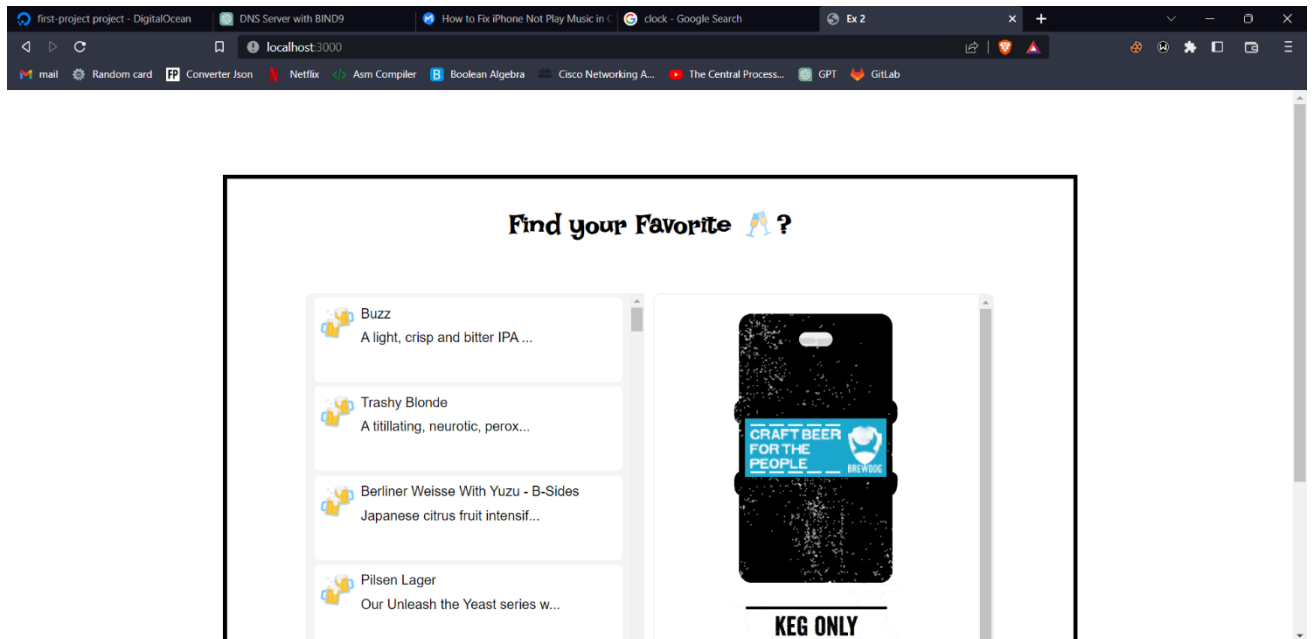 first-project project - DigitalOcean
DNS Server with BIND9
How to Fix iPhone Not Play Music in C
clock - Google Search
Ex 2
localhost:3000
mail
Random card
FP
Converter Json
Netflix
Asm Compiler
B
Boolean Algebra
Cisco Networking A...
The Central Process...
GPT
GitLab
Find your Favorite 🥂?
Buzz
A light, crisp and bitter IPA ...
Trashy Blonde
A titillating, neurotic, perox...
Berliner Weisse With Yuzu - B-Sides
Japanese citrus fruit intensif...
Pilsen Lager
Our Unleash the Yeast series w...
CRAFT BEER
FOR THE
PEOPLE
BREWDOG
KEG ONLY